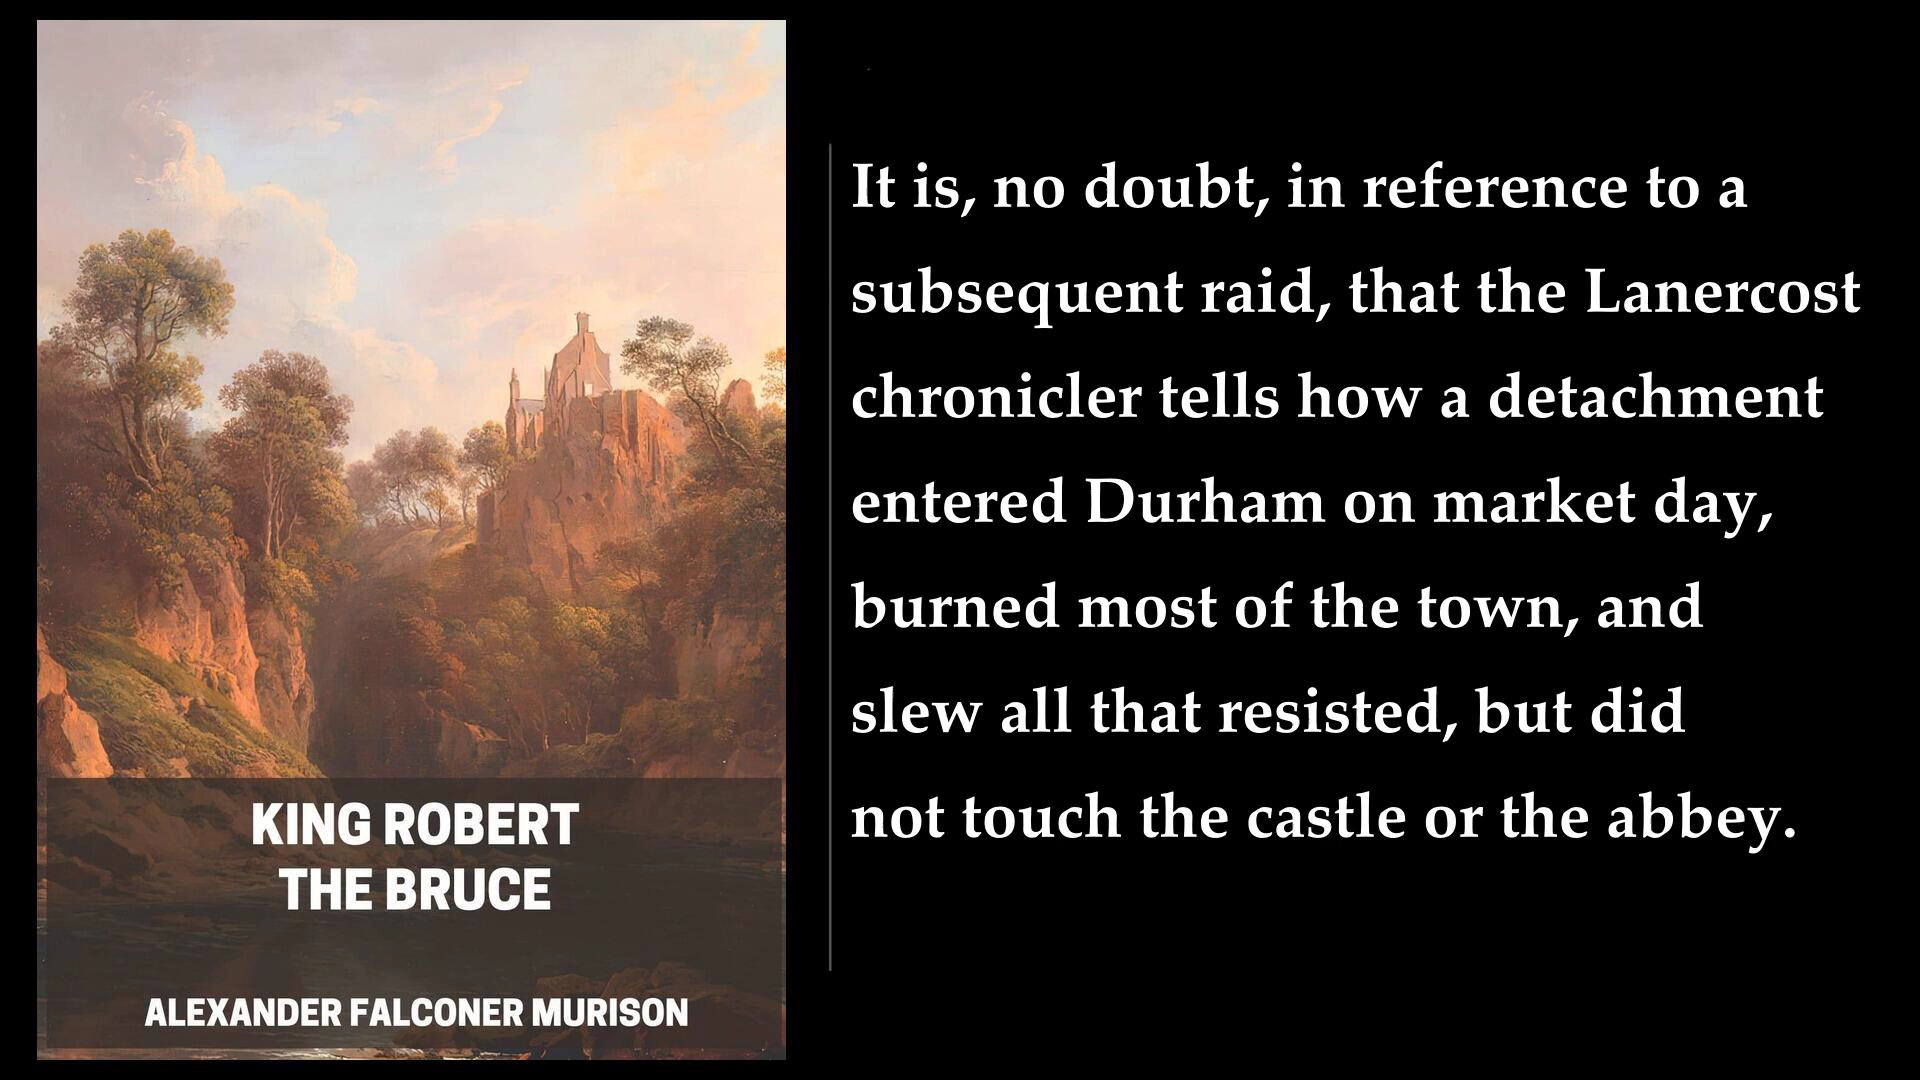 KING ROBERT
THE BRUCE
ALEXANDER FALCONER MURISON
It is, no doubt, in reference to a
subsequent raid, that the Lanercost
chronicler tells how a detachment
entered Durham on market day,
burned most of the town, and
slew all that resisted, but did
not touch the castle or the abbey.